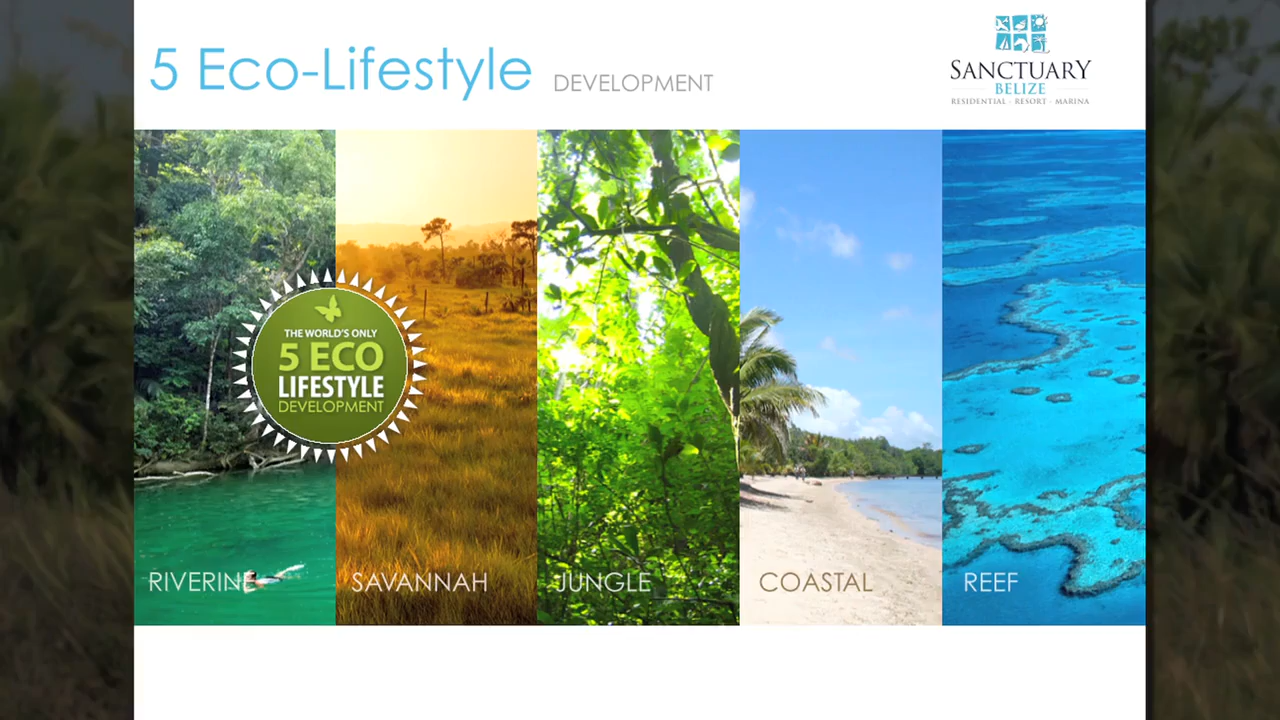 5 Eco-Lifestyle DEVELOPMENT
SANCTUARY
BELIZE
RESIDENTIAL · RESORT · MARINA
THE WORLD'S ONLY
5 ECO
LIFESTYLE
DEVELOPMENT
RIVERINE
SAVANNAH
JUNGLE
COASTAL
REEF